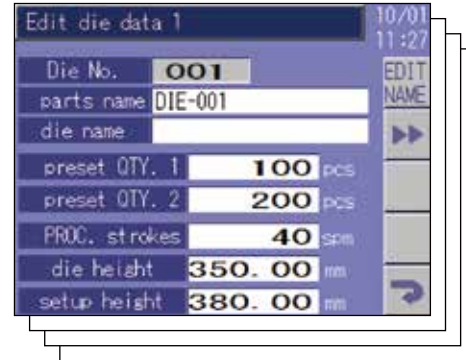 Edit die data 1
10/01
11:27
Die No. 001
EDIT
NAME
parts name DIE-001
die name
preset QTY. 1 100 pcs
preset QTY. 2 200 pcs
PROC. strokes 40 spm
die height 350.00 mm
setup height 380.00 mm